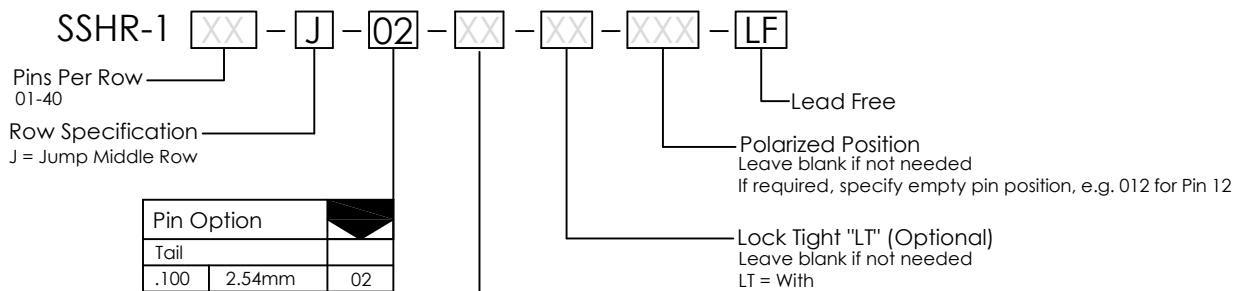 SSHR-1 XX - J - 02 - XX - XX - XXX - LF
Pins Per Row
01-40
Row Specification
J = Jump Middle Row
Lead Free
Polarized Position
Leave blank if not needed
If required, specify empty pin position, e.g. 012 for Pin 12
Lock Tight "LT" (Optional)
Leave blank if not needed
LT = With
Pin Option
Tail
.100 2.54mm 02